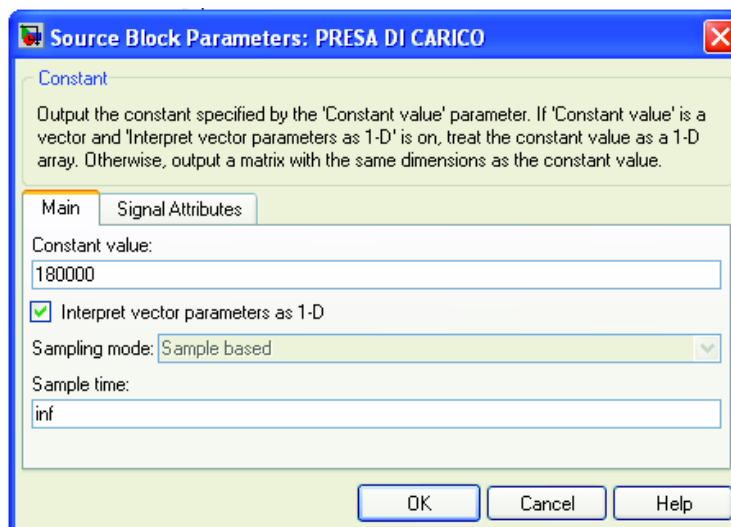 Source Block Parameters: PRESA DI CARICO
Constant
Output the constant specified by the 'Constant value' parameter. If 'Constant value' is a
vector and 'Interpret vector parameters as 1-D' is on, treat the constant value as a 1-D
array. Otherwise, output a matrix with the same dimensions as the constant value.
Main Signal Attributes
Constant value:
180000
Interpret vector parameters as 1-D
Sampling mode: Sample based
Sample time:
inf
OK Cancel Help